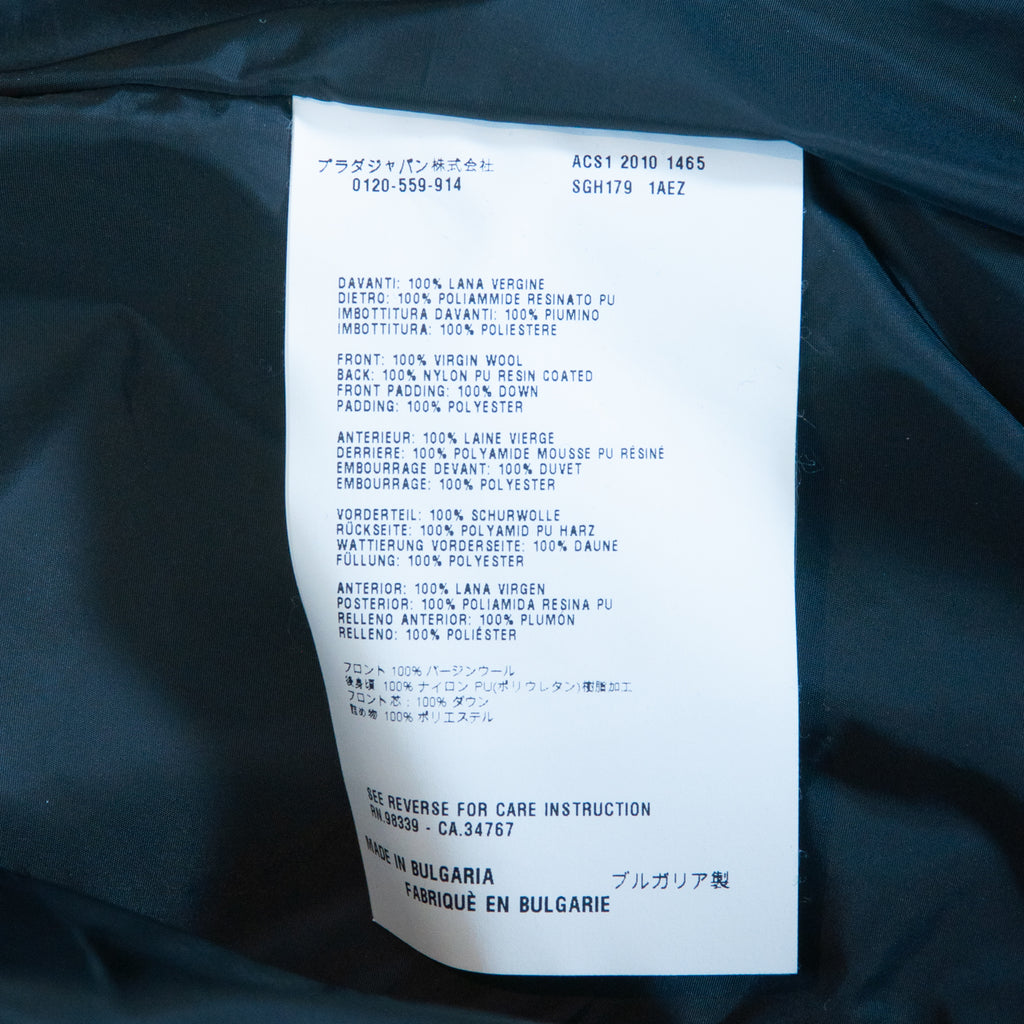 プラダジャパン株式会社
0120-559-914
ACS1 2010 1465
SGH179 1AEZ
DAVANTI: 100% LANA VERGINE
DIETRO: 100% POLIAMMIDE RESINATO PU
IMBOTTITURA DAVANTI: 100% PIUMINO
IMBOTTITURA: 100% POLIESTERE
FRONT: 100% VIRGIN WOOL
BACK: 100% NYLON PU RESIN COATED
FRONT PADDING: 100% DOWN
PADDING: 100% POLYESTER
ANTERIEUR: 100% LAINE VIERGE
DERRIERE: 100% POLYAMIDE MOUSSE PU RÉSINÉ
EMBOURRAGE DEVANT: 100% DUVET
EMBOURRAGE: 100% POLYESTER
VORDERTEIL: 100% SCHURWOLLE
RÜCKSEITE: 100% POLYAMID PU HARZ
WATTIERUNG VORDERSEITE: 100% DAUNE
FÜLLUNG: 100% POLYESTER
ANTERIOR: 100% LANA VIRGEN
POSTERIOR: 100% POLIAMIDA RESINA PU
RELLENO ANTERIOR: 100% PLUMÓN
RELLENO: 100% POLIÉSTER
フロント 100% バージンウール
後身頃 100% ナイロン PU(ポリウレタン)樹脂加工
フロント芯:100% ダウン
詰め物 100% ポリエステル
SEE REVERSE FOR CARE INSTRUCTION
RN.98339 - CA.34767
MADE IN BULGARIA
ブルガリア製
FABRIQUÈ EN BULGARIE